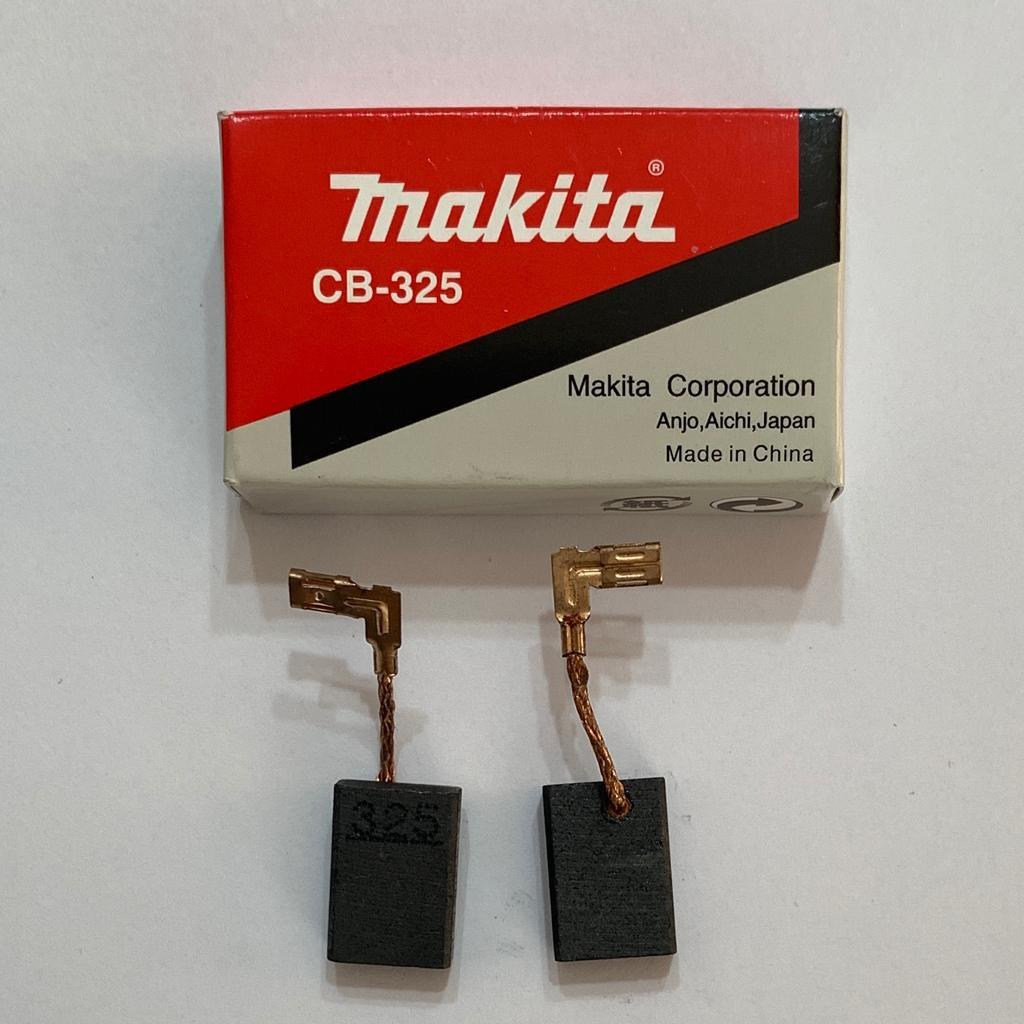 makita®
CB-325
Makita Corporation
Anjo,Aichi,Japan
Made in China
325